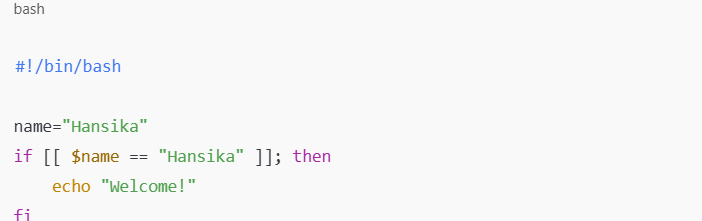 bash
#!/bin/bash
name="Hansika"
if [[ $name == "Hansika" ]]; then
    echo "Welcome!"
fi